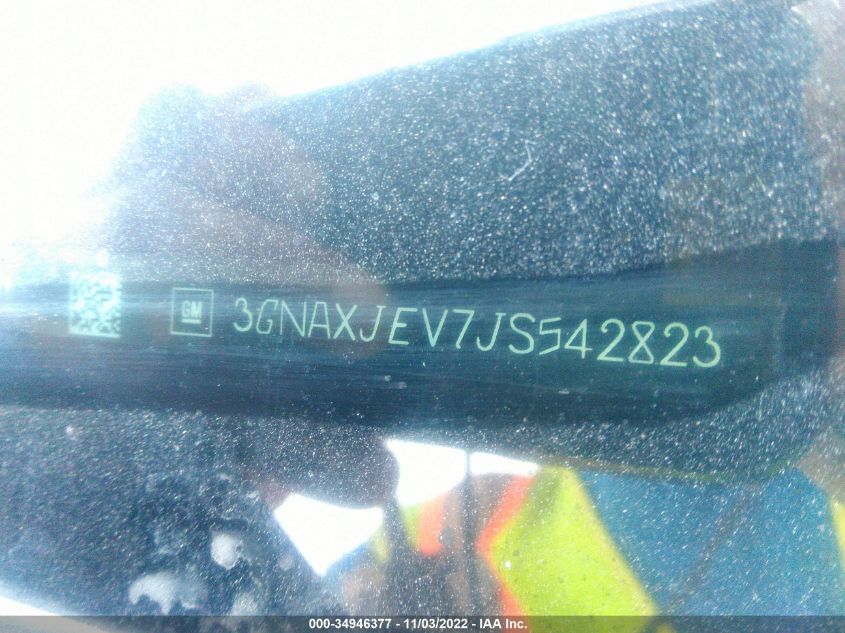 GM 3GNAXJEV7JS542823
000-34946377 - 11/03/2022 - IAA Inc.